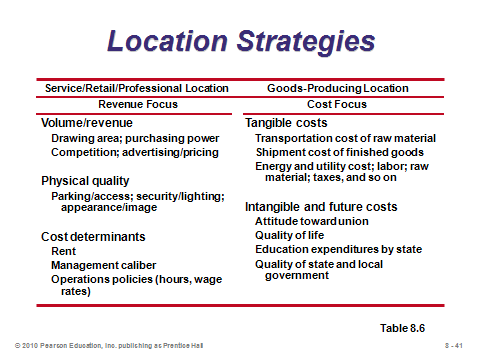 Location Strategies
Service/Retail/Professional Location
Revenue Focus
Volume/revenue
Drawing area; purchasing power
Competition; advertising/pricing
Physical quality
Parking/access; security/lighting;
appearance/image
Cost determinants
Rent
Management caliber
Operations policies (hours, wage
rates)
Goods-Producing Location
Cost Focus
Tangible costs
Transportation cost of raw material
Shipment cost of finished goods
Energy and utility cost; labor; raw
material; taxes, and so on
Intangible and future costs
Attitude toward union
Quality of life
Education expenditures by state
Quality of state and local
government
Table 8.6
© 2010 Pearson Education, Inc. publishing as Prentice Hall
8 - 41